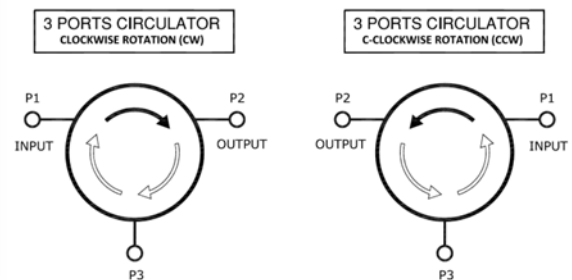 3 PORTS CIRCULATOR
CLOCKWISE ROTATION (CW)
P1
P2
INPUT
OUTPUT
P3
3 PORTS CIRCULATOR
C-CLOCKWISE ROTATION (CCW)
P2
P1
OUTPUT
INPUT
P3